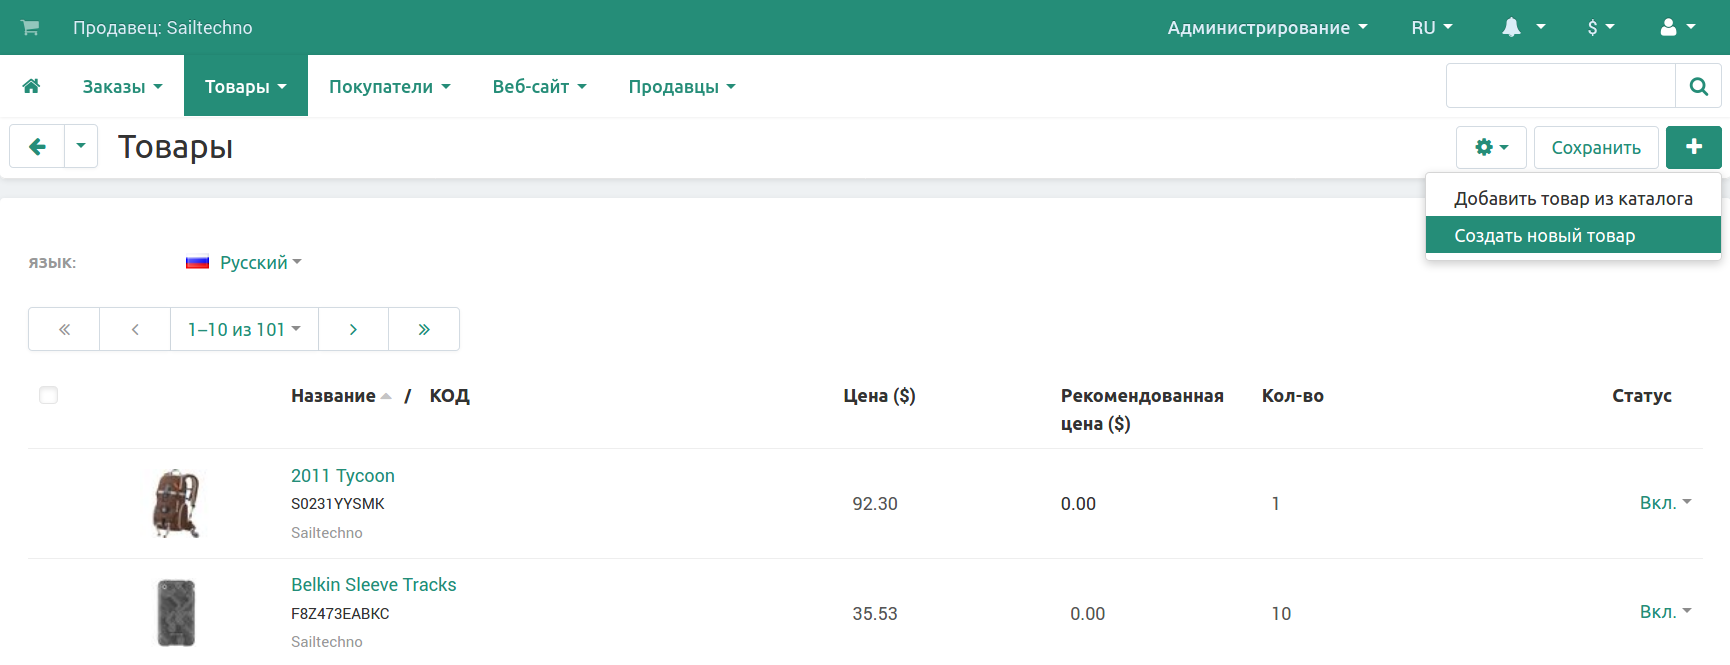 Продавец: Sailtechno
Администрирование
RU
$
Заказы
Товары
Покупатели
Веб-сайт
Продавцы
Товары
Сохранить
Добавить товар из каталога
Создать новый товар
ЯЗЫК:
Русский
« ‹ 1–10 из 101 › »
Название / КОД
Цена ($)
Рекомендованная
цена ($)
Кол-во
Статус
2011 Tycoon
S0231YYSMK
Sailtechno
92.30
0.00
1
Вкл.
Belkin Sleeve Tracks
F8Z473EABKC
Sailtechno
35.53
0.00
10
Вкл.